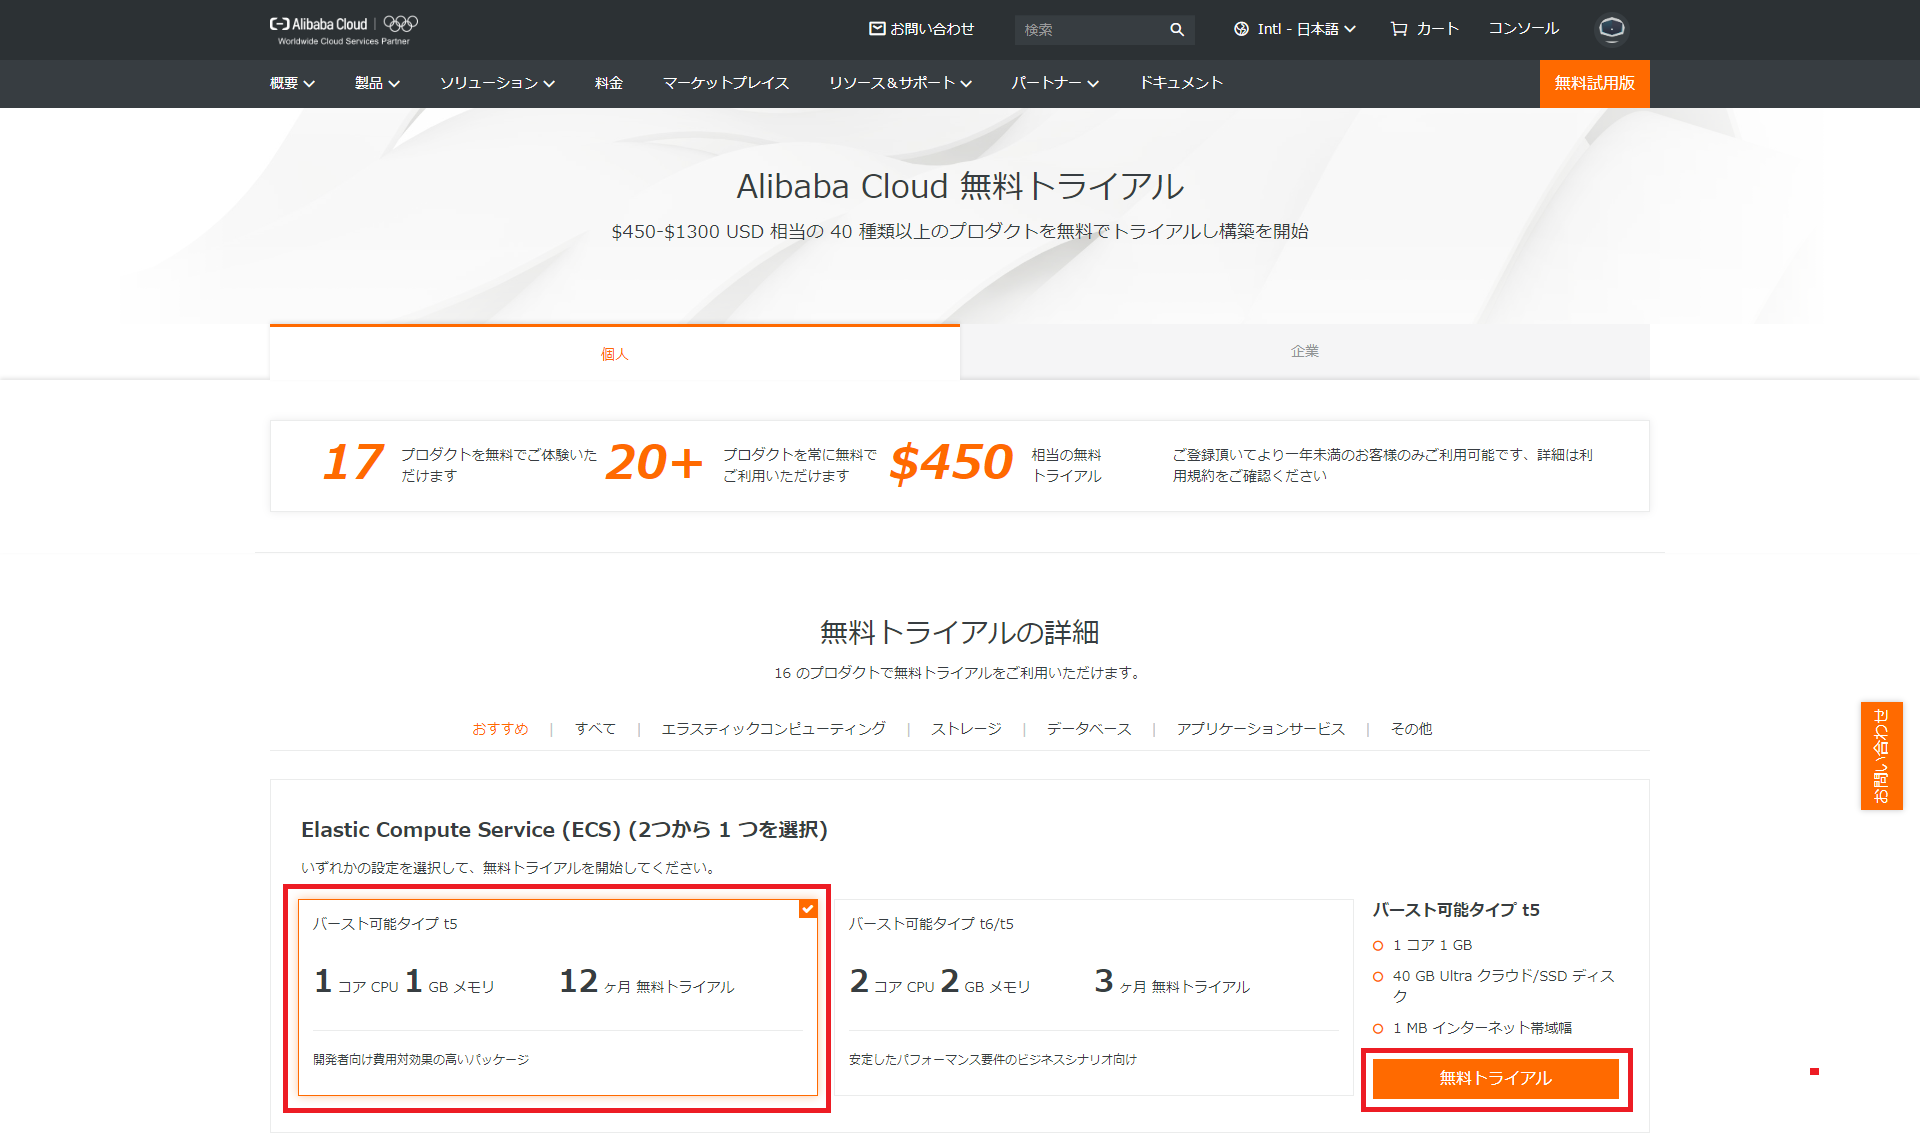 Alibaba Cloud
Worldwide Cloud Services Partner
お問い合わせ
検索
Intl - 日本語
カート
コンソール
概要
製品
ソリューション
料金
マーケットプレイス
リソース＆サポート
パートナー
ドキュメント
無料試用版
Alibaba Cloud 無料トライアル
$450-$1300 USD 相当の 40 種類以上のプロダクトを無料でトライアルし構築を開始
個人
企業
17
プロダクトを無料でご体験いた
だけます
20+
プロダクトを常に無料で
ご利用いただけます
$450
相当の無料
トライアル
ご登録頂いてより一年未満のお客様のみご利用可能です、詳細は利
用規約をご確認ください
無料トライアルの詳細
16 のプロダクトで無料トライアルをご利用いただけます。
おすすめ | すべて | エラスティックコンピューティング | ストレージ | データベース | アプリケーションサービス | その他
お問い合わせ
Elastic Compute Service (ECS) (2つから 1 つを選択)
いずれかの設定を選択して、無料トライアルを開始してください。
バースト可能タイプ t5
1 コア CPU 1 GB メモリ
12 ヶ月 無料トライアル
開発者向け費用対効果の高いパッケージ
バースト可能タイプ t6/t5
2 コア CPU 2 GB メモリ
3 ヶ月 無料トライアル
安定したパフォーマンス要件のビジネスシナリオ向け
バースト可能タイプ t5
1 コア 1 GB
40 GB Ultra クラウド/SSD ディス
ク
1 MB インターネット帯域幅
無料トライアル